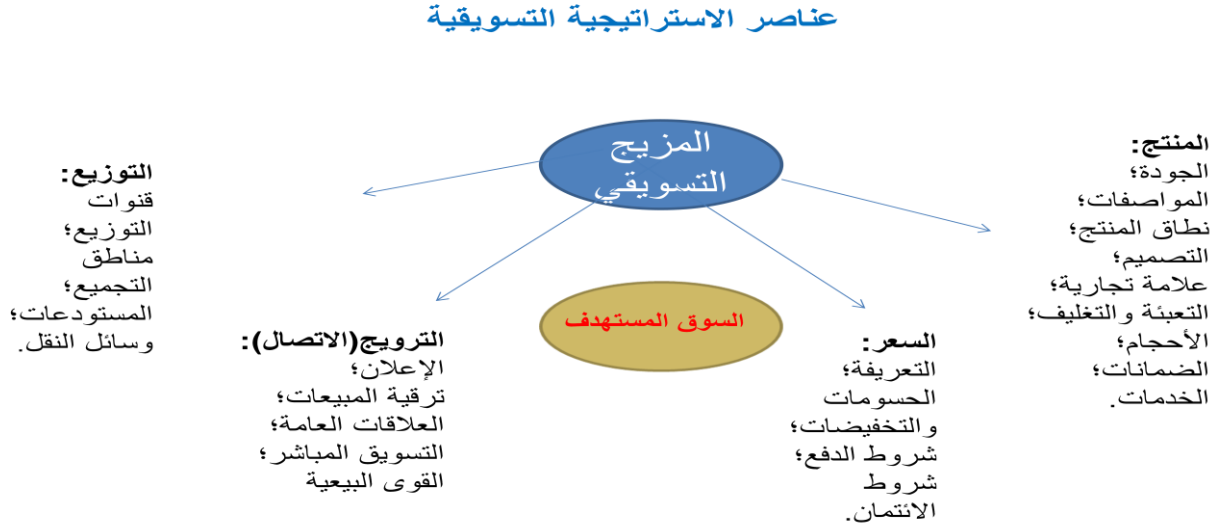 عناصر الاستراتيجية التسويقية
المزيج
التسويقي
المنتج:
الجودة؛
المواصفات؛
نطاق المنتج؛
التصميم؛
علامة تجارية؛
التعبئة والتغليف؛
الأحجام؛
الضمانات؛
الخدمات.
السوق المستهدف
السعر:
التعريفة؛
الحسومات
والتخفيضات؛
شروط الدفع؛
شروط
الائتمان.
الترويج(الاتصال):
الإعلان؛
ترقية المبيعات؛
العلاقات العامة؛
التسويق المباشر؛
القوى البيعية
التوزيع:
قنوات
التوزيع؛
مناطق
التجميع؛
المستودعات؛
وسائل النقل.